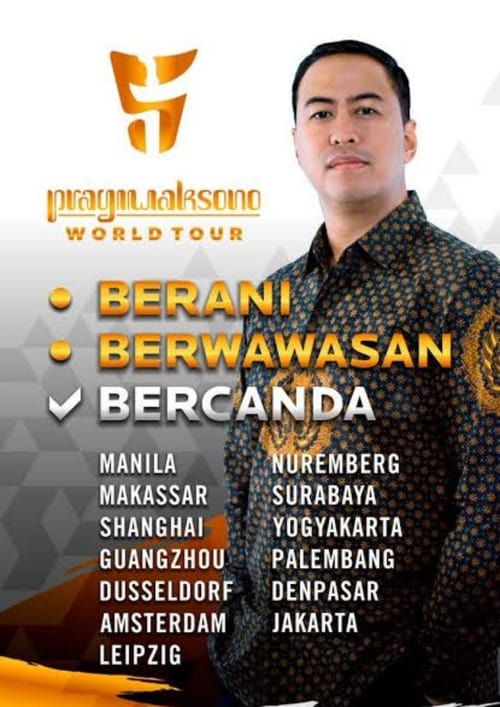 pragiwaksono
WORLD TOUR
BERANI
BERWAWASAN
BERCANDA
MANILA
MAKASSAR
SHANGHAI
GUANGZHOU
DUSSELDORF
AMSTERDAM
LEIPZIG
NUREMBERG
SURABAYA
YOGYAKARTA
PALEMBANG
DENPASAR
JAKARTA